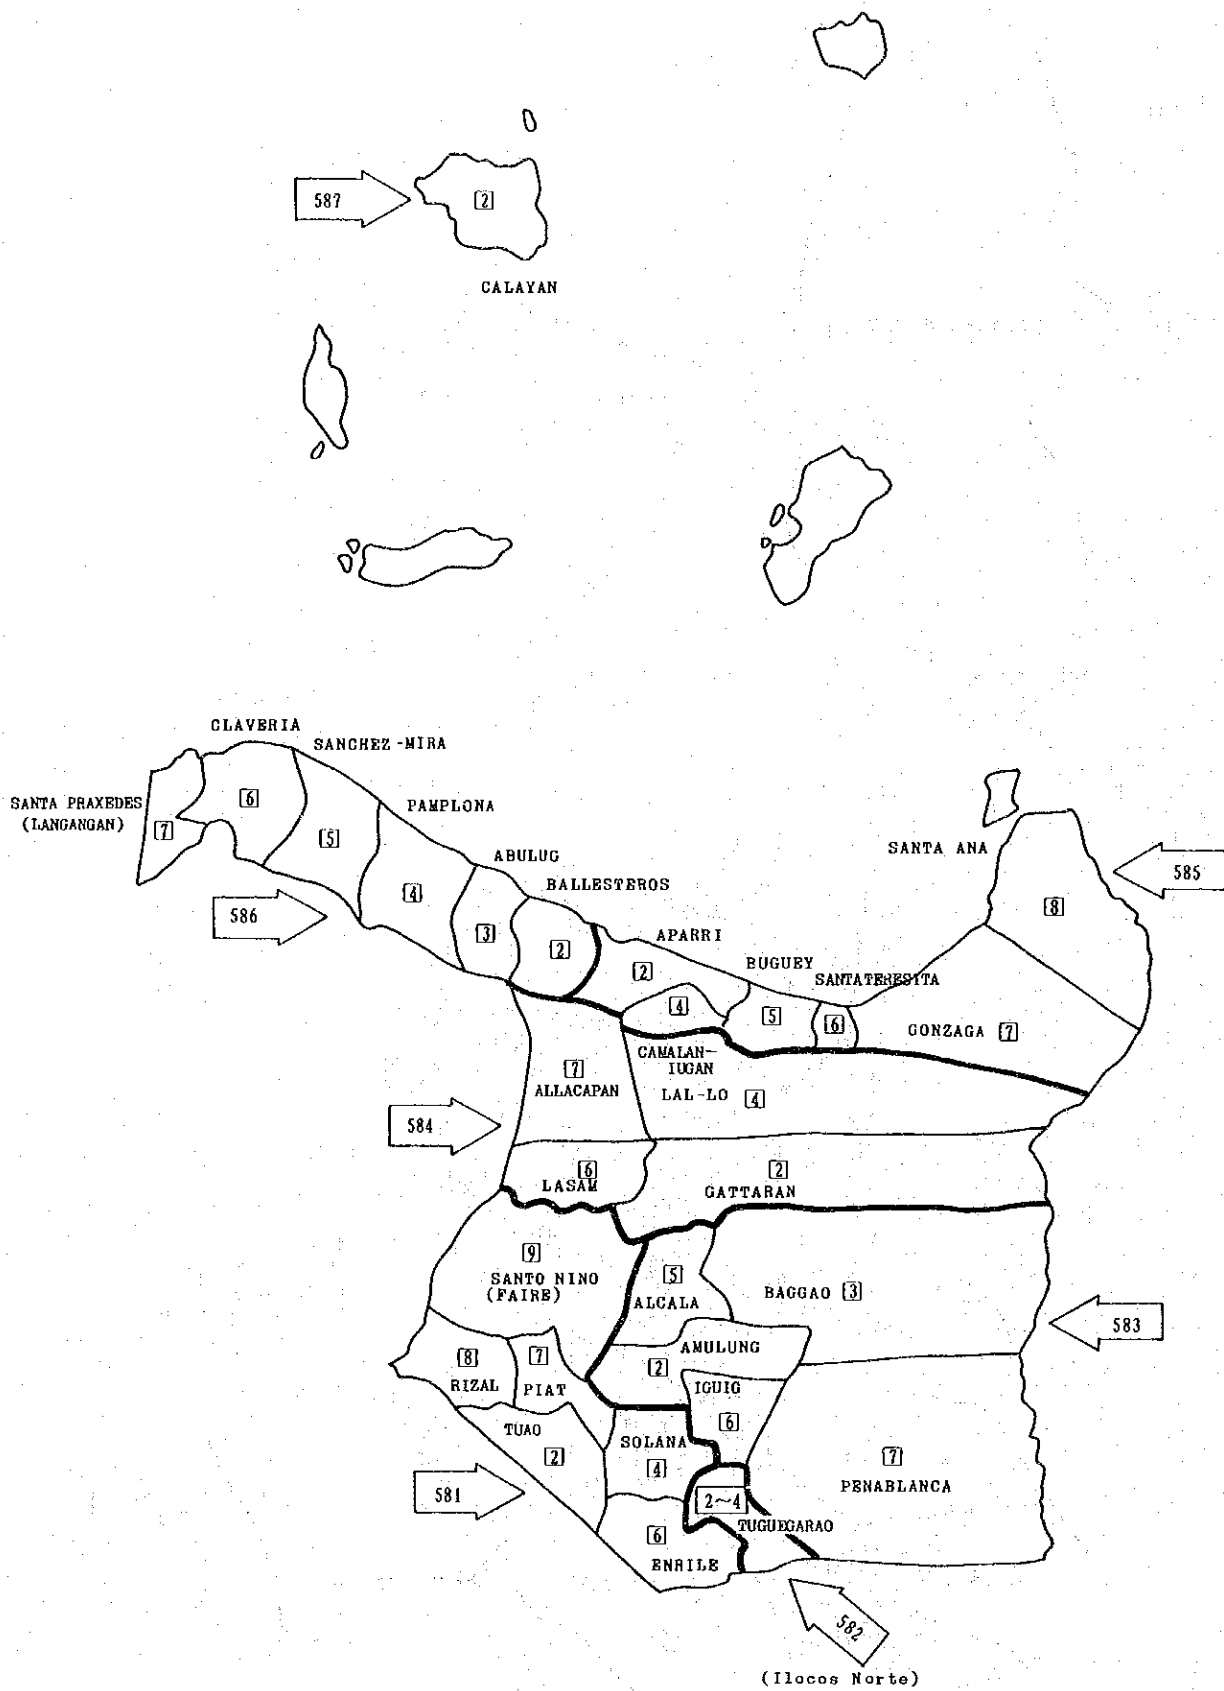 587
2
CALAYAN
CLAVERIA
SANCHEZ-MIRA
SANTA PRAXEDES
(LANGANGAN)
7
6
5
PAMPLONA
4
ABULUG
3
BALLESTEROS
2
586
SANTA ANA
585
8
APARRI
2
BUGUEY
SANTATERESITA
4
5
6
GONZAGA 7
CAMALAN-
IUGAN
7
ALLACAPAN
LAL-LO 4
584
6
LASAM
2
GATTARAN
9
SANTO NINO
(FAIRE)
5
ALCALA
BAGGAO 3
583
8
RIZAL
7
PIAT
AMULUNG
2
IGUIG
6
TUAO
2
SOLANA
4
7
PENABLANCA
581
2~4
TUGUEGARAO
6
ENRILE
582
(Ilocos Norte)